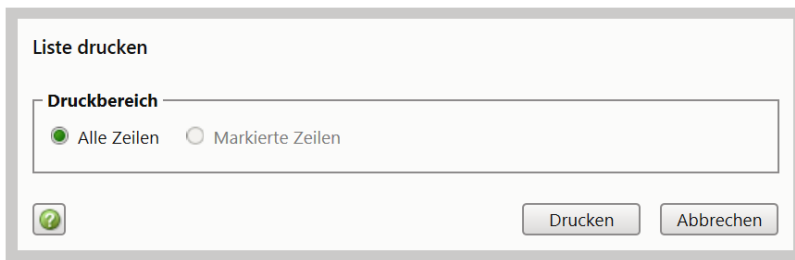 Liste drucken
Druckbereich
Alle Zeilen Markierte Zeilen
? Drucken Abbrechen